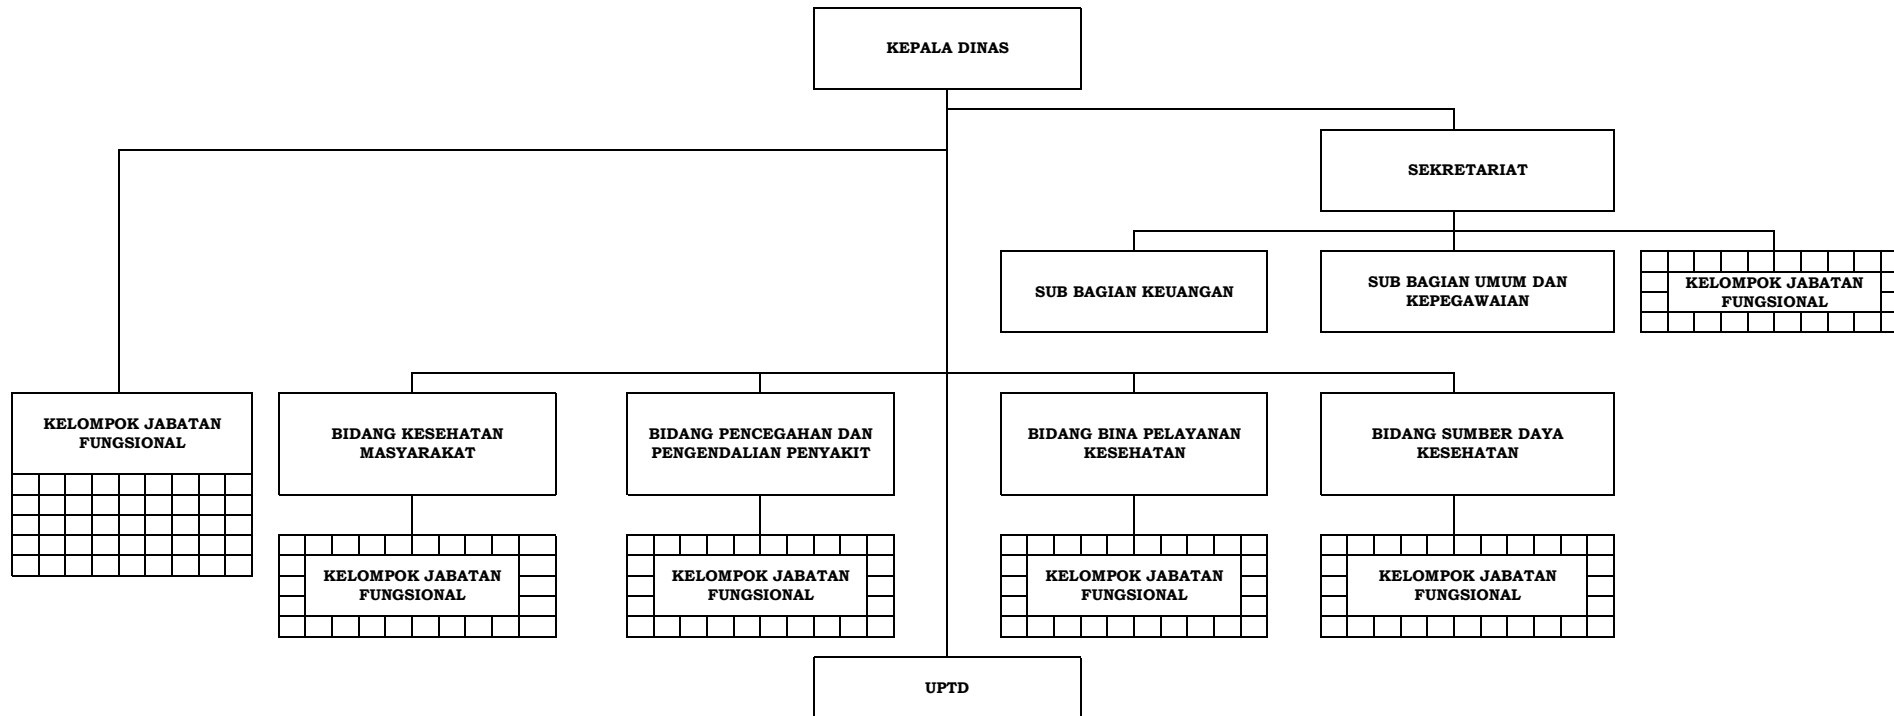 KEPALA DINAS
SEKRETARIAT
SUB BAGIAN KEUANGAN
SUB BAGIAN UMUM DAN
KEPEGAWAIAN
KELOMPOK JABATAN
FUNGSIONAL
KELOMPOK JABATAN
FUNGSIONAL
BIDANG KESEHATAN
MASYARAKAT
BIDANG PENCEGAHAN DAN
PENGENDALIAN PENYAKIT
BIDANG BINA PELAYANAN
KESEHATAN
BIDANG SUMBER DAYA
KESEHATAN
KELOMPOK JABATAN
FUNGSIONAL
KELOMPOK JABATAN
FUNGSIONAL
KELOMPOK JABATAN
FUNGSIONAL
KELOMPOK JABATAN
FUNGSIONAL
UPTD